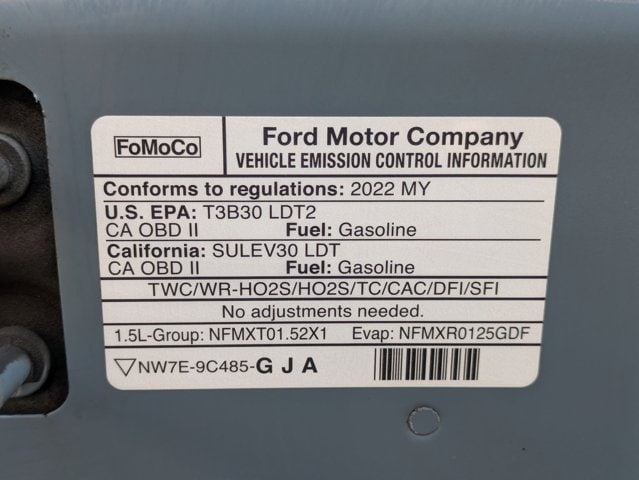 FoMoCo
Ford Motor Company
VEHICLE EMISSION CONTROL INFORMATION
Conforms to regulations: 2022 MY
U.S. EPA: T3B30 LDT2
CA OBD II Fuel: Gasoline
California: SULEV30 LDT
CA OBD II Fuel: Gasoline
TWC/WR-HO2S/HO2S/TC/CAC/DFI/SFI
No adjustments needed.
1.5L-Group: NFMXT01.52X1 Evap: NFMXR0125GDF
NW7E-9C485-G J A